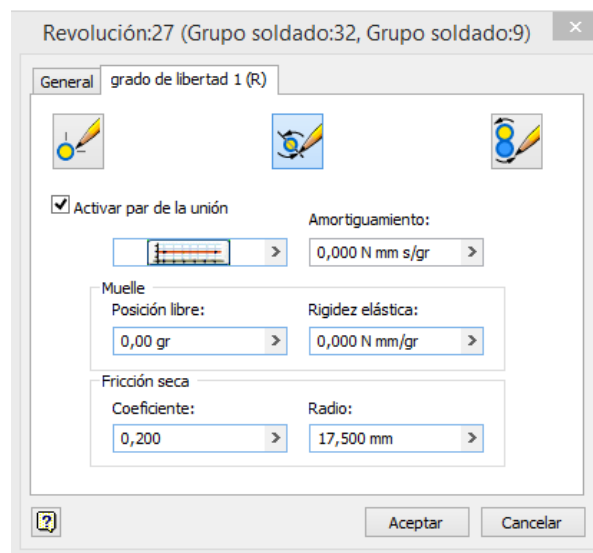 Revolución:27 (Grupo soldado:32, Grupo soldado:9)
General grado de libertad 1 (R)
Activar par de la unión
Amortiguamiento:
0,000 N mm s/gr
Muelle
Posición libre: Rigidez elástica:
0,00 gr 0,000 N mm/gr
Fricción seca
Coeficiente: Radio:
0,200 17,500 mm
Aceptar Cancelar